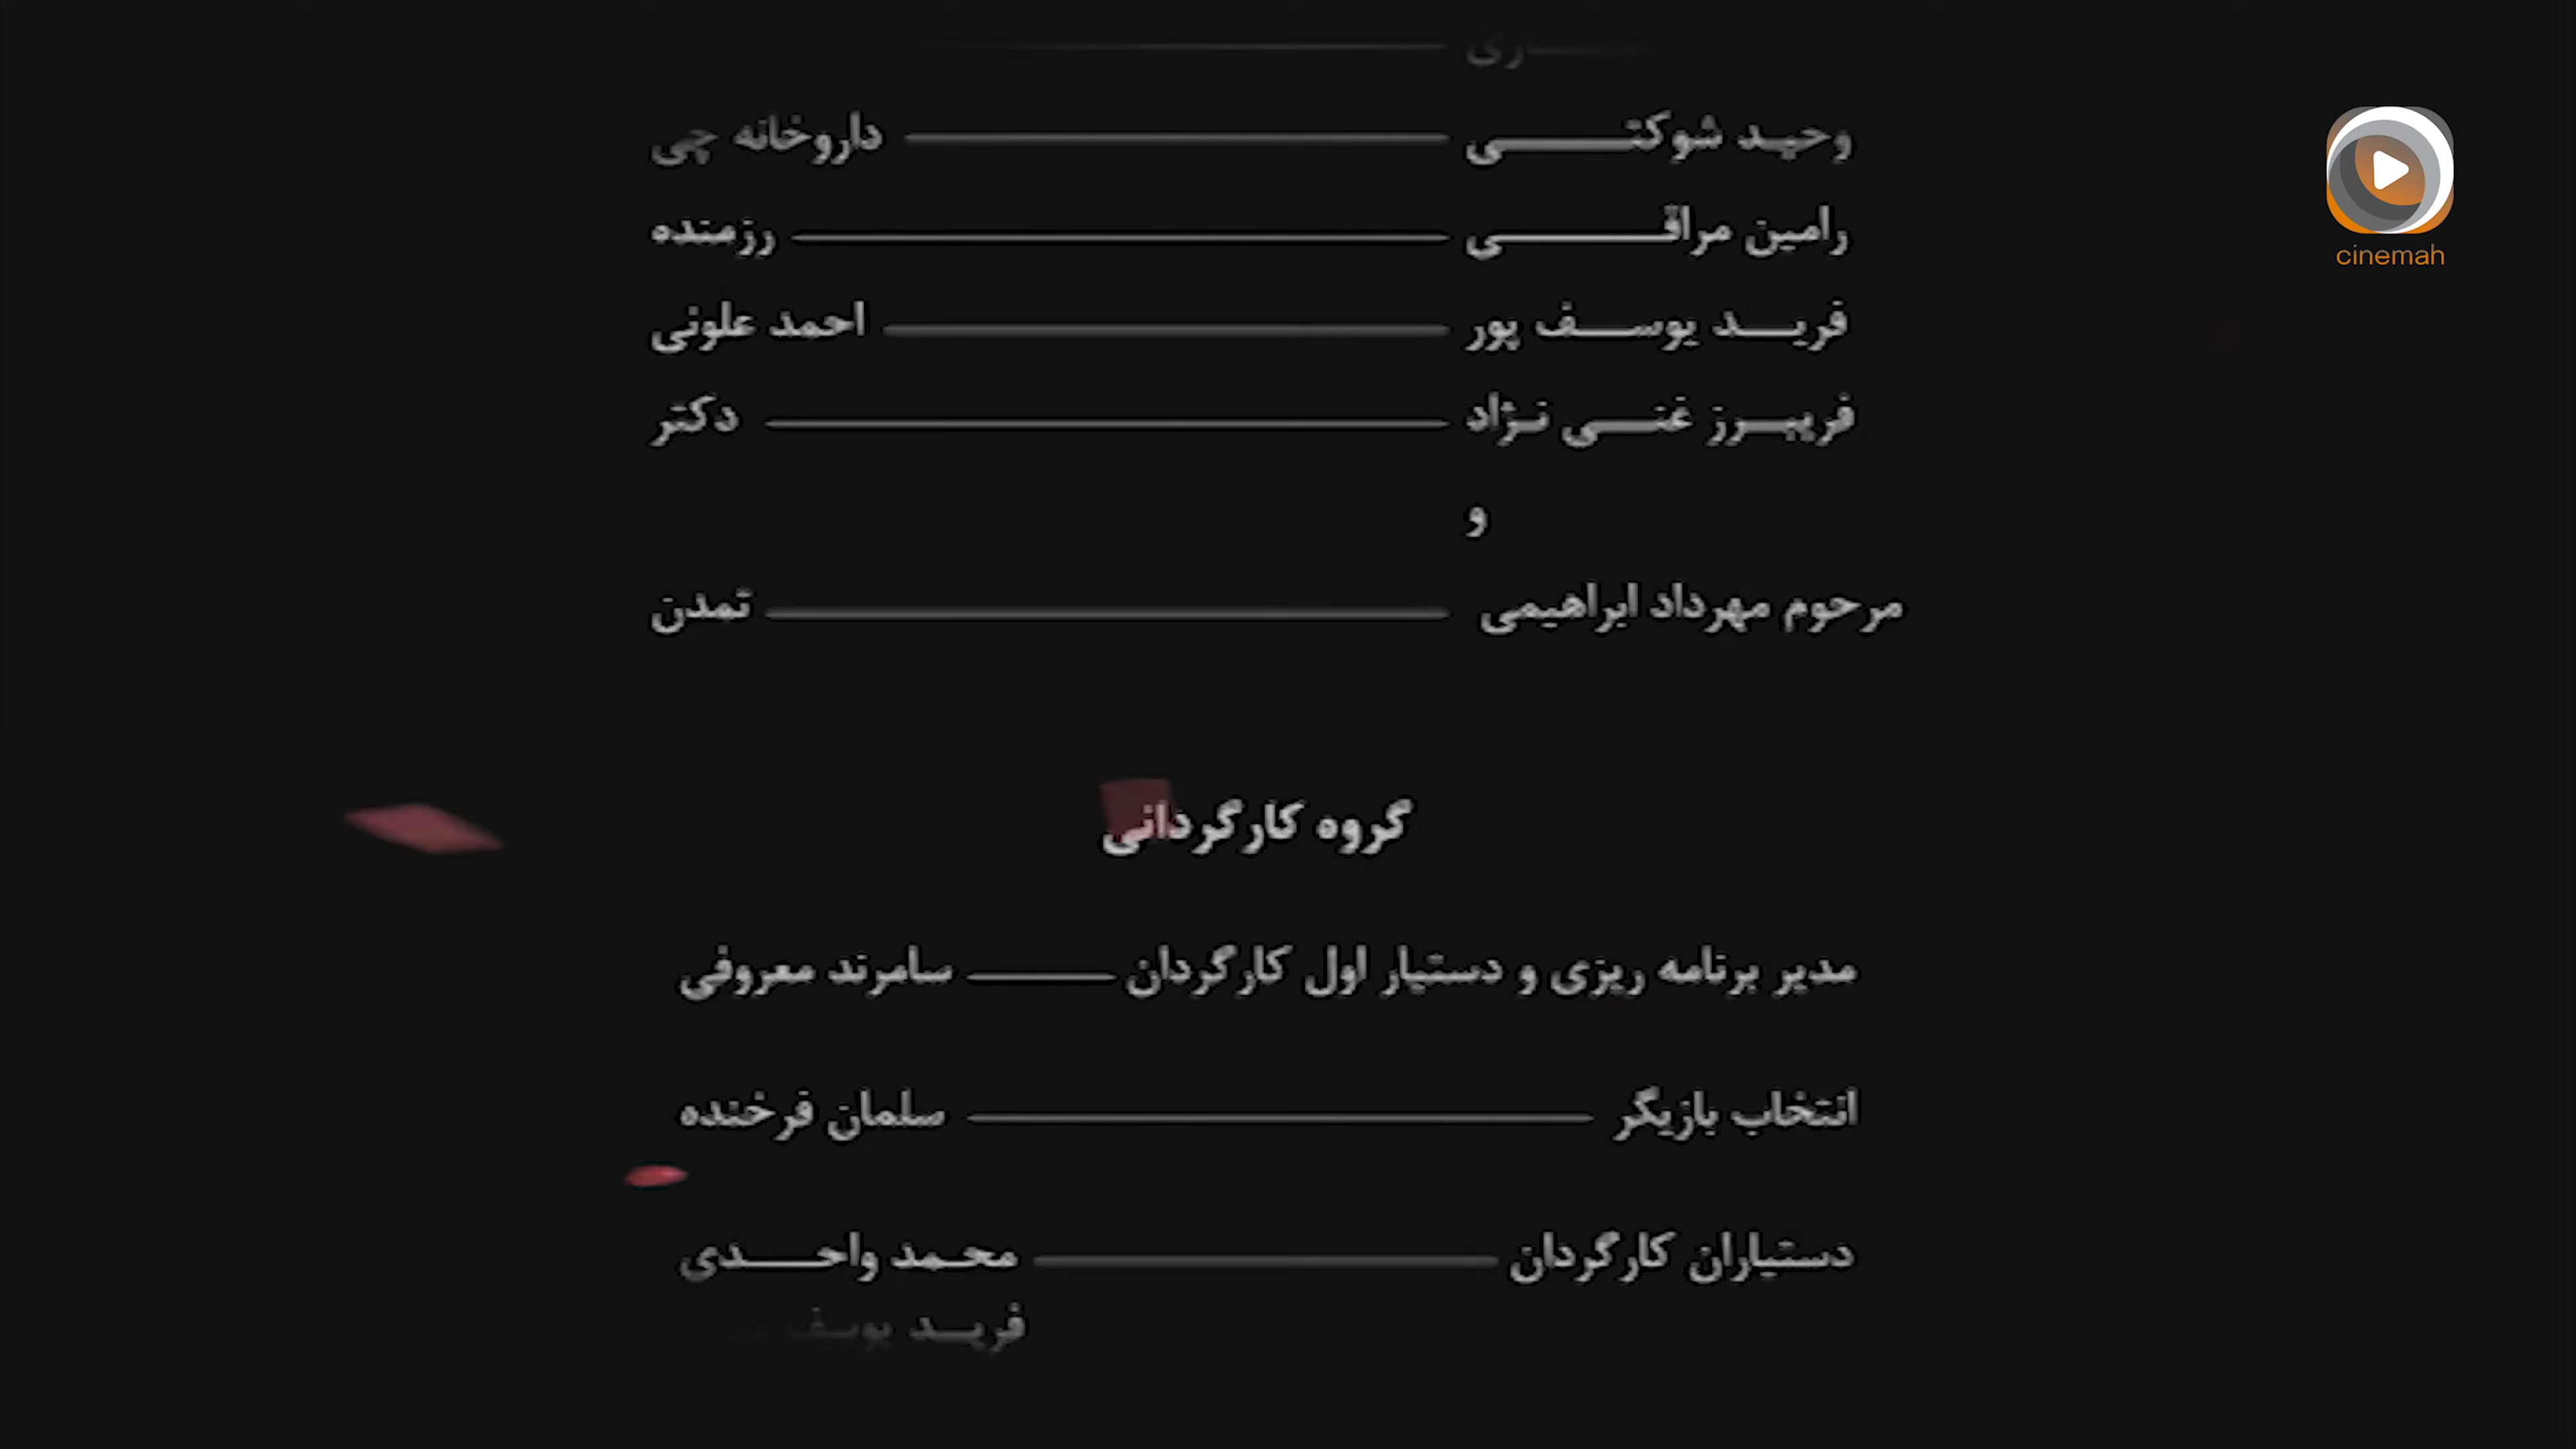 وحید شوکتی داروخانه چی
رامین مراقی رزمنده
فرید یوسف پور احمد علونی
فریبرز غنی نژاد دکتر
و
مرحوم مهرداد ابراهیمی تمدن
گروه کارگردانی
مدیر برنامه ریزی و دستیار اول کارگردان سامرند معروفی
انتخاب بازیگر سلمان فرخنده
دستیاران کارگردان محمد واحدی
فرید یوسف
cinemah